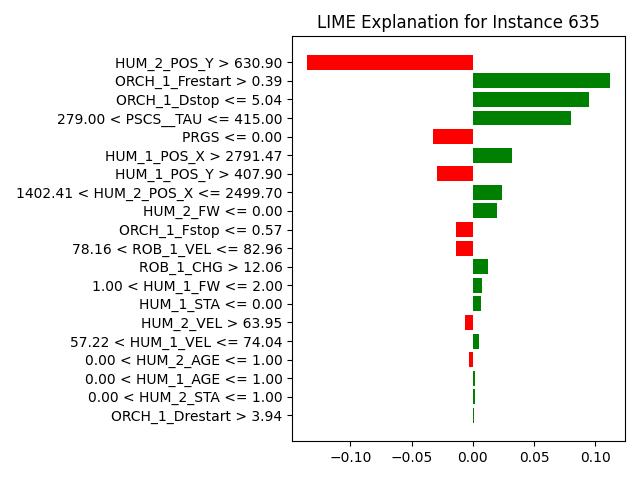 LIME Explanation for Instance 635
HUM_2_POS_Y > 630.90
ORCH_1_Frestart > 0.39
ORCH_1_Dstop <= 5.04
279.00 < PSCS__TAU <= 415.00
PRGS <= 0.00
HUM_1_POS_X > 2791.47
HUM_1_POS_Y > 407.90
1402.41 < HUM_2_POS_X <= 2499.70
HUM_2_FW <= 0.00
ORCH_1_Fstop <= 0.57
78.16 < ROB_1_VEL <= 82.96
ROB_1_CHG > 12.06
1.00 < HUM_1_FW <= 2.00
HUM_1_STA <= 0.00
HUM_2_VEL > 63.95
57.22 < HUM_1_VEL <= 74.04
0.00 < HUM_2_AGE <= 1.00
0.00 < HUM_1_AGE <= 1.00
0.00 < HUM_2_STA <= 1.00
ORCH_1_Drestart > 3.94
−0.10 −0.05 0.00 0.05 0.10